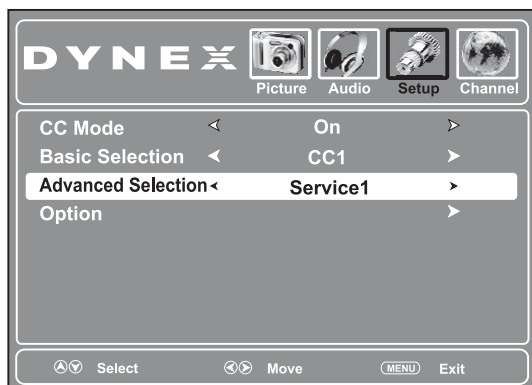 DYNEX
Picture Audio Setup Channel
CC Mode On
Basic Selection CC1
Advanced Selection Service1
Option
Select Move MENU Exit